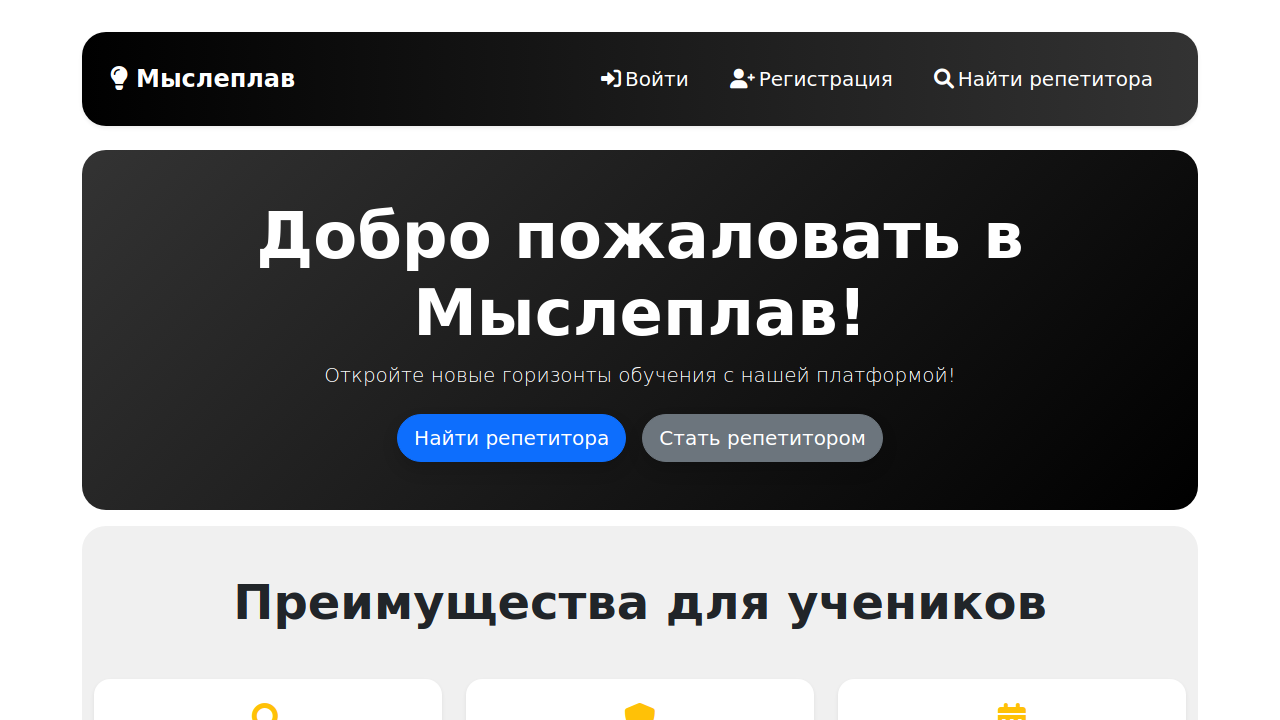 Мыслеплав
Войти
Регистрация
Найти репетитора
Добро пожаловать в
Мыслеплав!
Откройте новые горизонты обучения с нашей платформой!
Найти репетитора
Стать репетитором
Преимущества для учеников